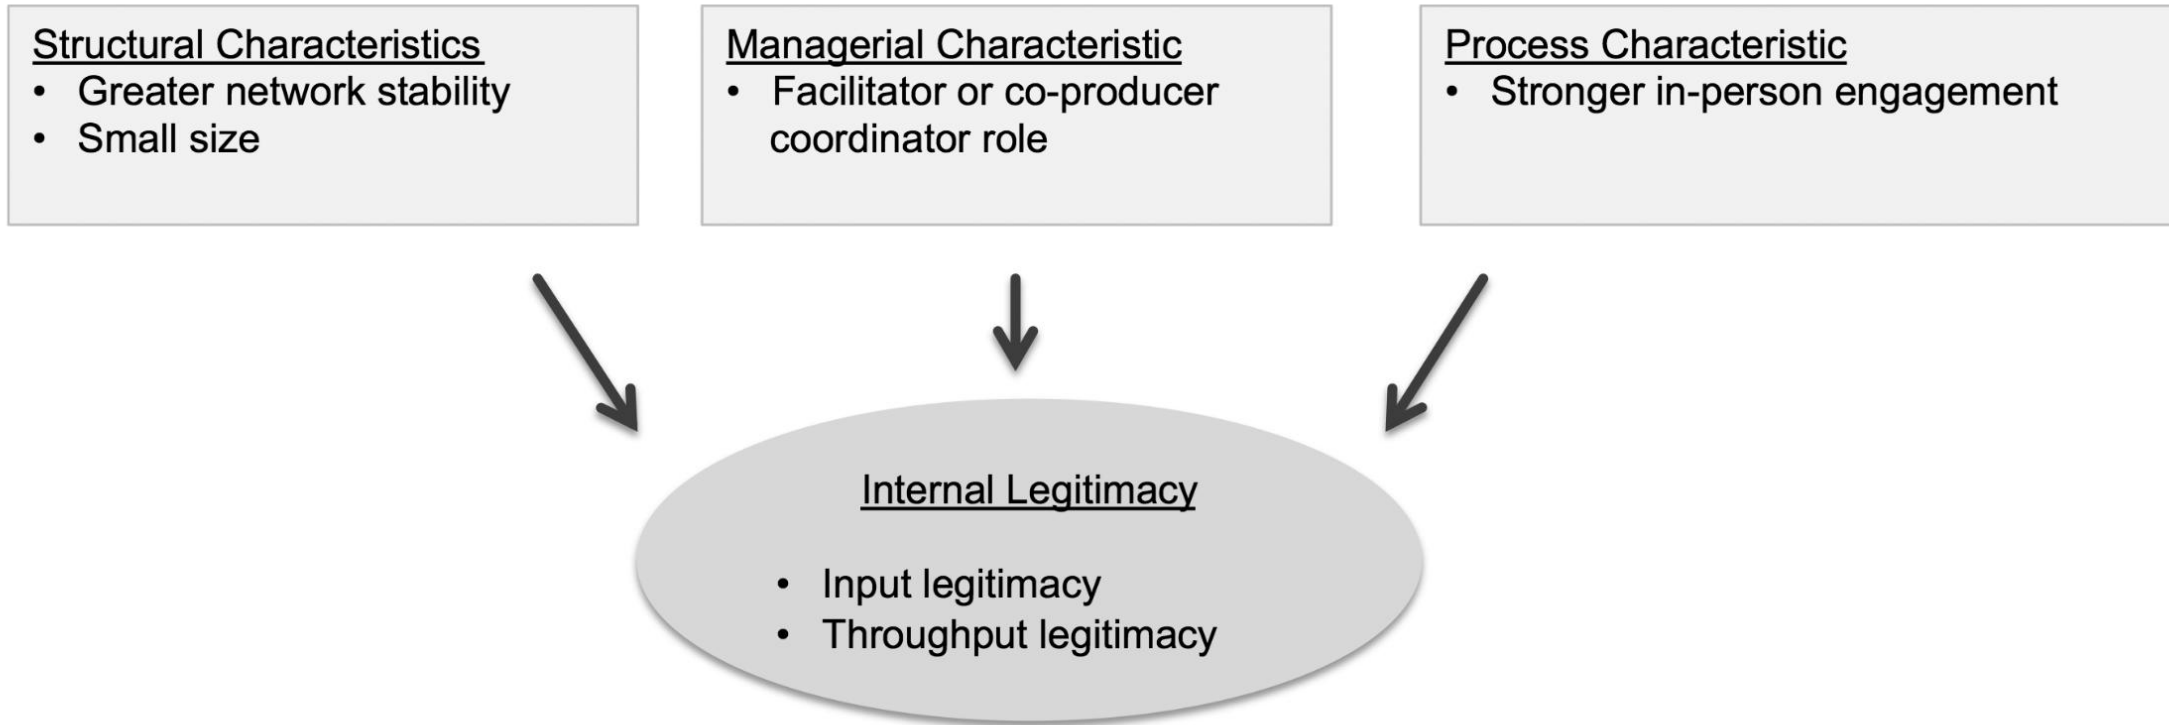 Structural Characteristics
• Greater network stability
• Small size
Managerial Characteristic
• Facilitator or co-producer
coordinator role
Process Characteristic
• Stronger in-person engagement
Internal Legitimacy
• Input legitimacy
• Throughput legitimacy